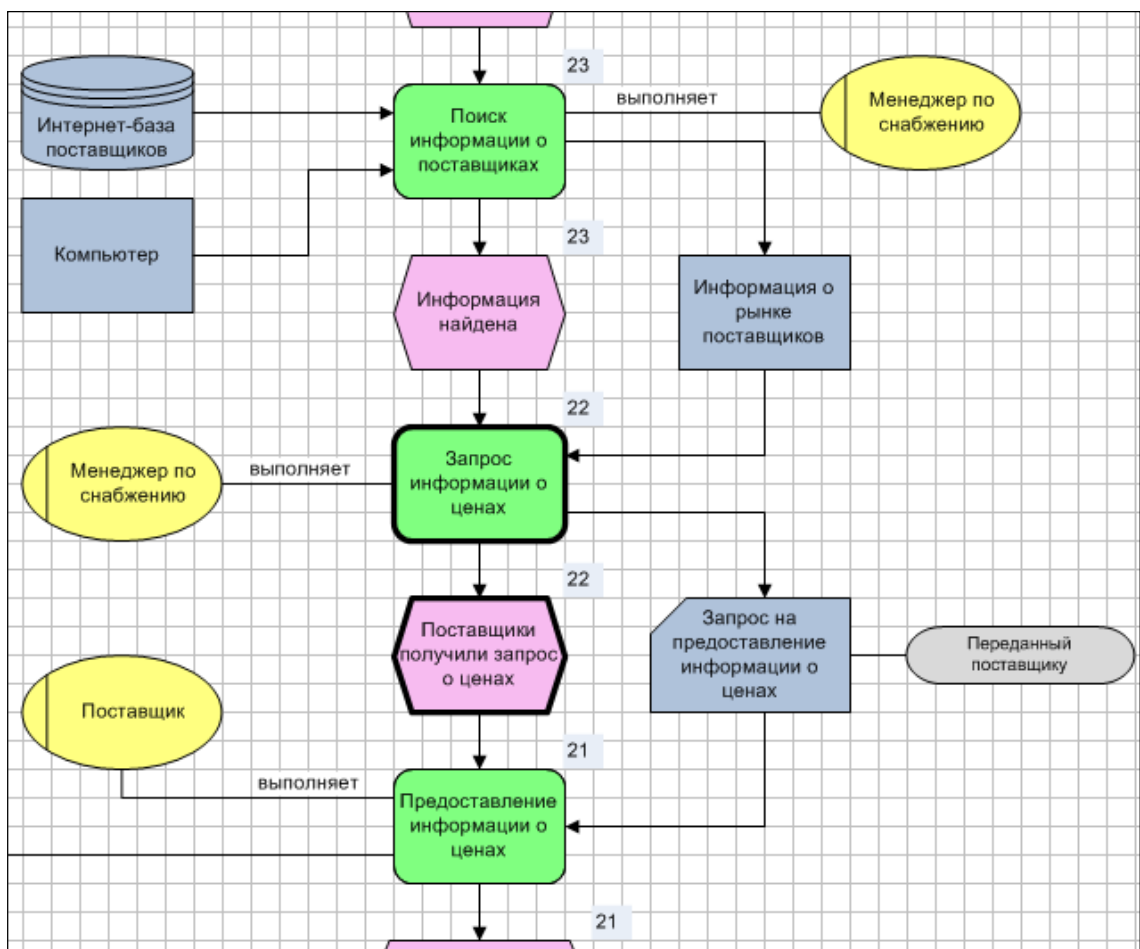 23
Интернет-база
поставщиков
Поиск
информации о
поставщиках
выполняет
Менеджер по
снабжению
Компьютер
23
Информация
найдена
Информация о
рынке
поставщиков
22
Менеджер по
снабжению
выполняет
Запрос
информации о
ценах
22
Поставщики
получили запрос
о ценах
Запрос на
предоставление
информации о
ценах
Переданный
поставщику
Поставщик
21
выполняет
Предоставление
информации о
ценах
21